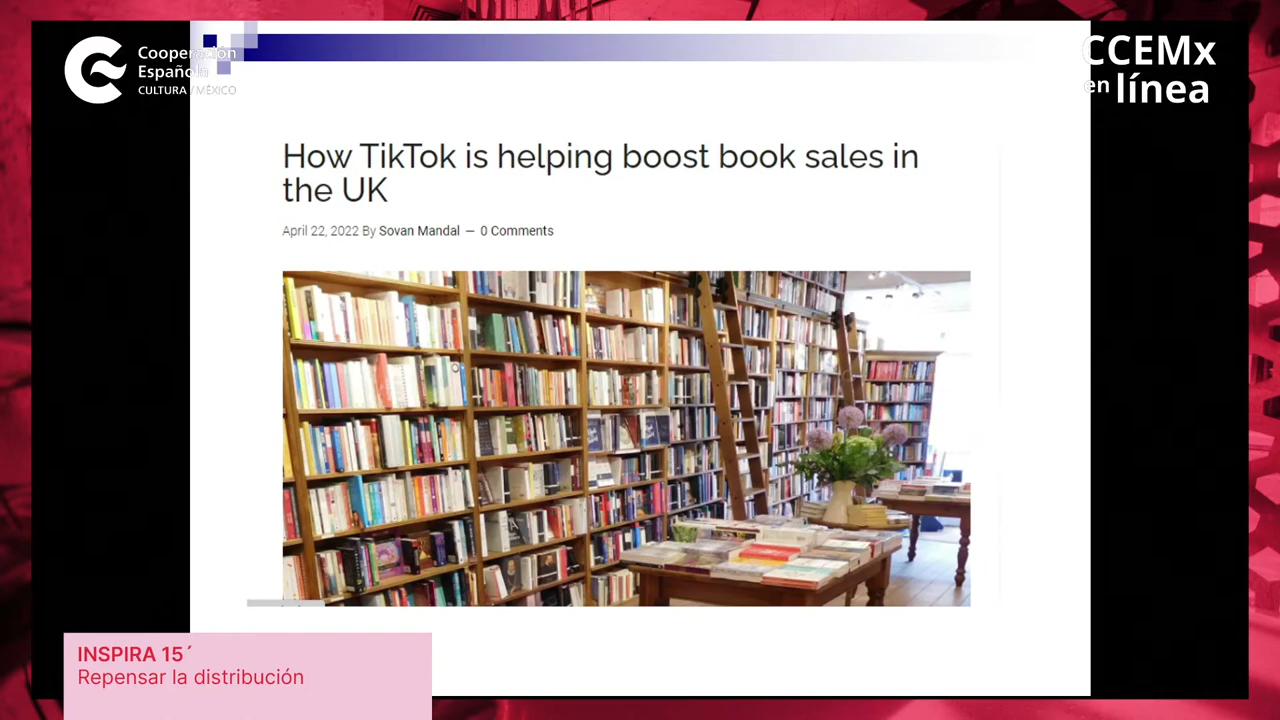 Cooperación
Española
CULTURA / MÉXICO
CCEMx
en línea
How TikTok is helping boost book sales in
the UK
April 22, 2022 By Sovan Mandal — 0 Comments
INSPIRA 15´
Repensar la distribución